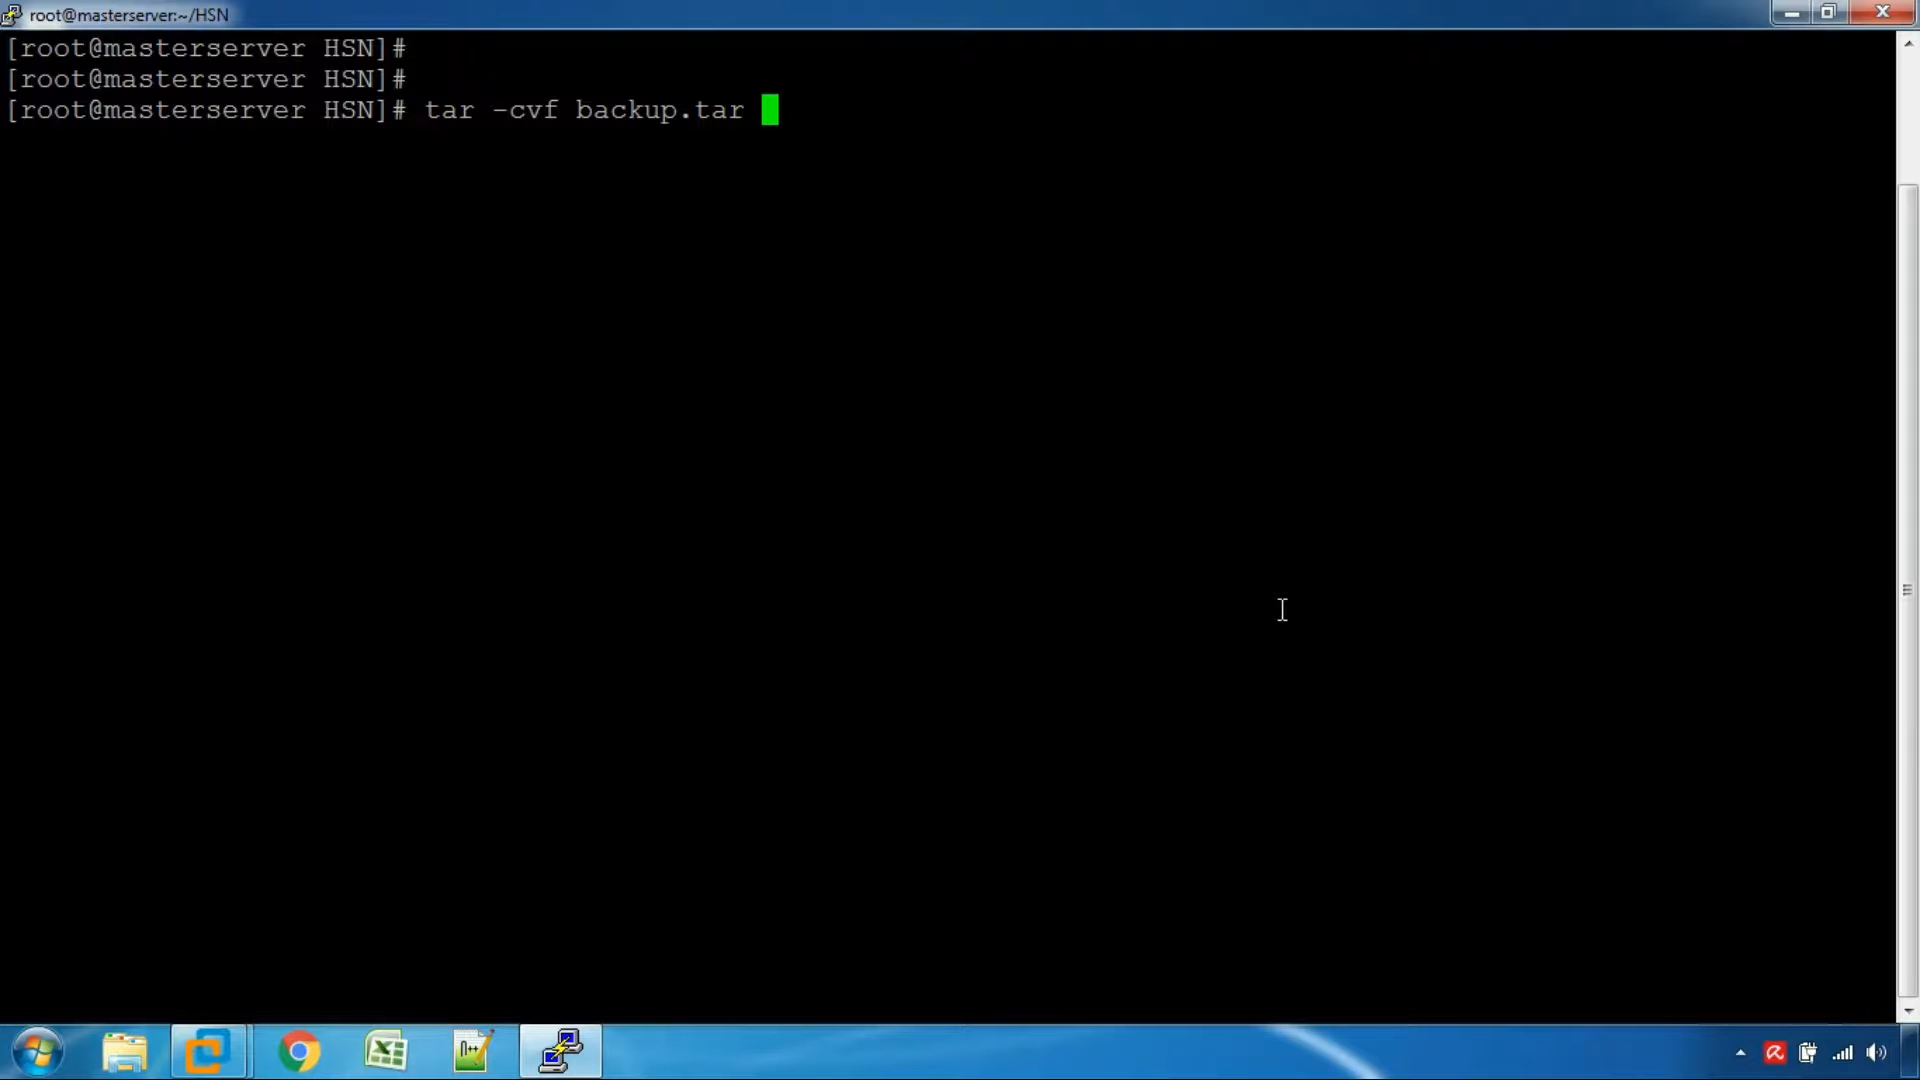 root@masterserver:~/HSN
[root@masterserver HSN]#
[root@masterserver HSN]#
[root@masterserver HSN]# tar -cvf backup.tar